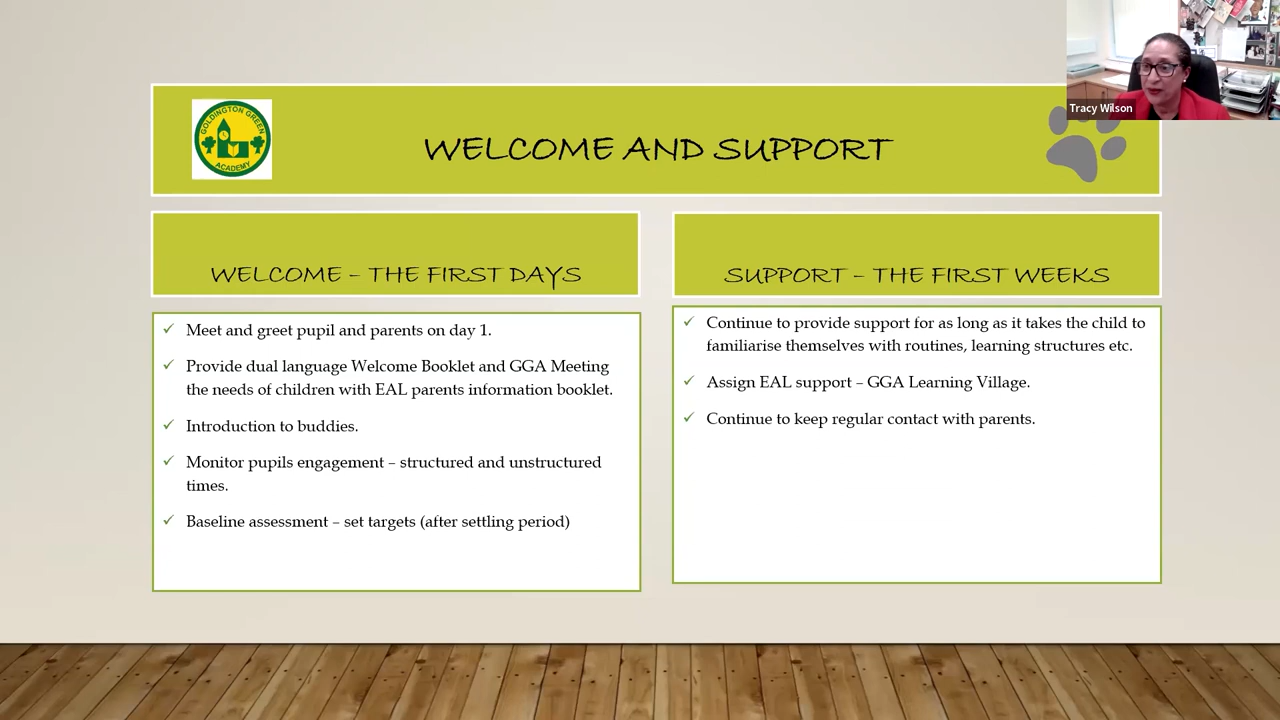 Tracy Wilson
GOLDINGTON GREEN
ACADEMY
WELCOME AND SUPPORT
WELCOME – THE FIRST DAYS
Meet and greet pupil and parents on day 1.
Provide dual language Welcome Booklet and GGA Meeting
the needs of children with EAL parents information booklet.
Introduction to buddies.
Monitor pupils engagement – structured and unstructured
times.
Baseline assessment – set targets (after settling period)
SUPPORT – THE FIRST WEEKS
Continue to provide support for as long as it takes the child to
familiarise themselves with routines, learning structures etc.
Assign EAL support – GGA Learning Village.
Continue to keep regular contact with parents.